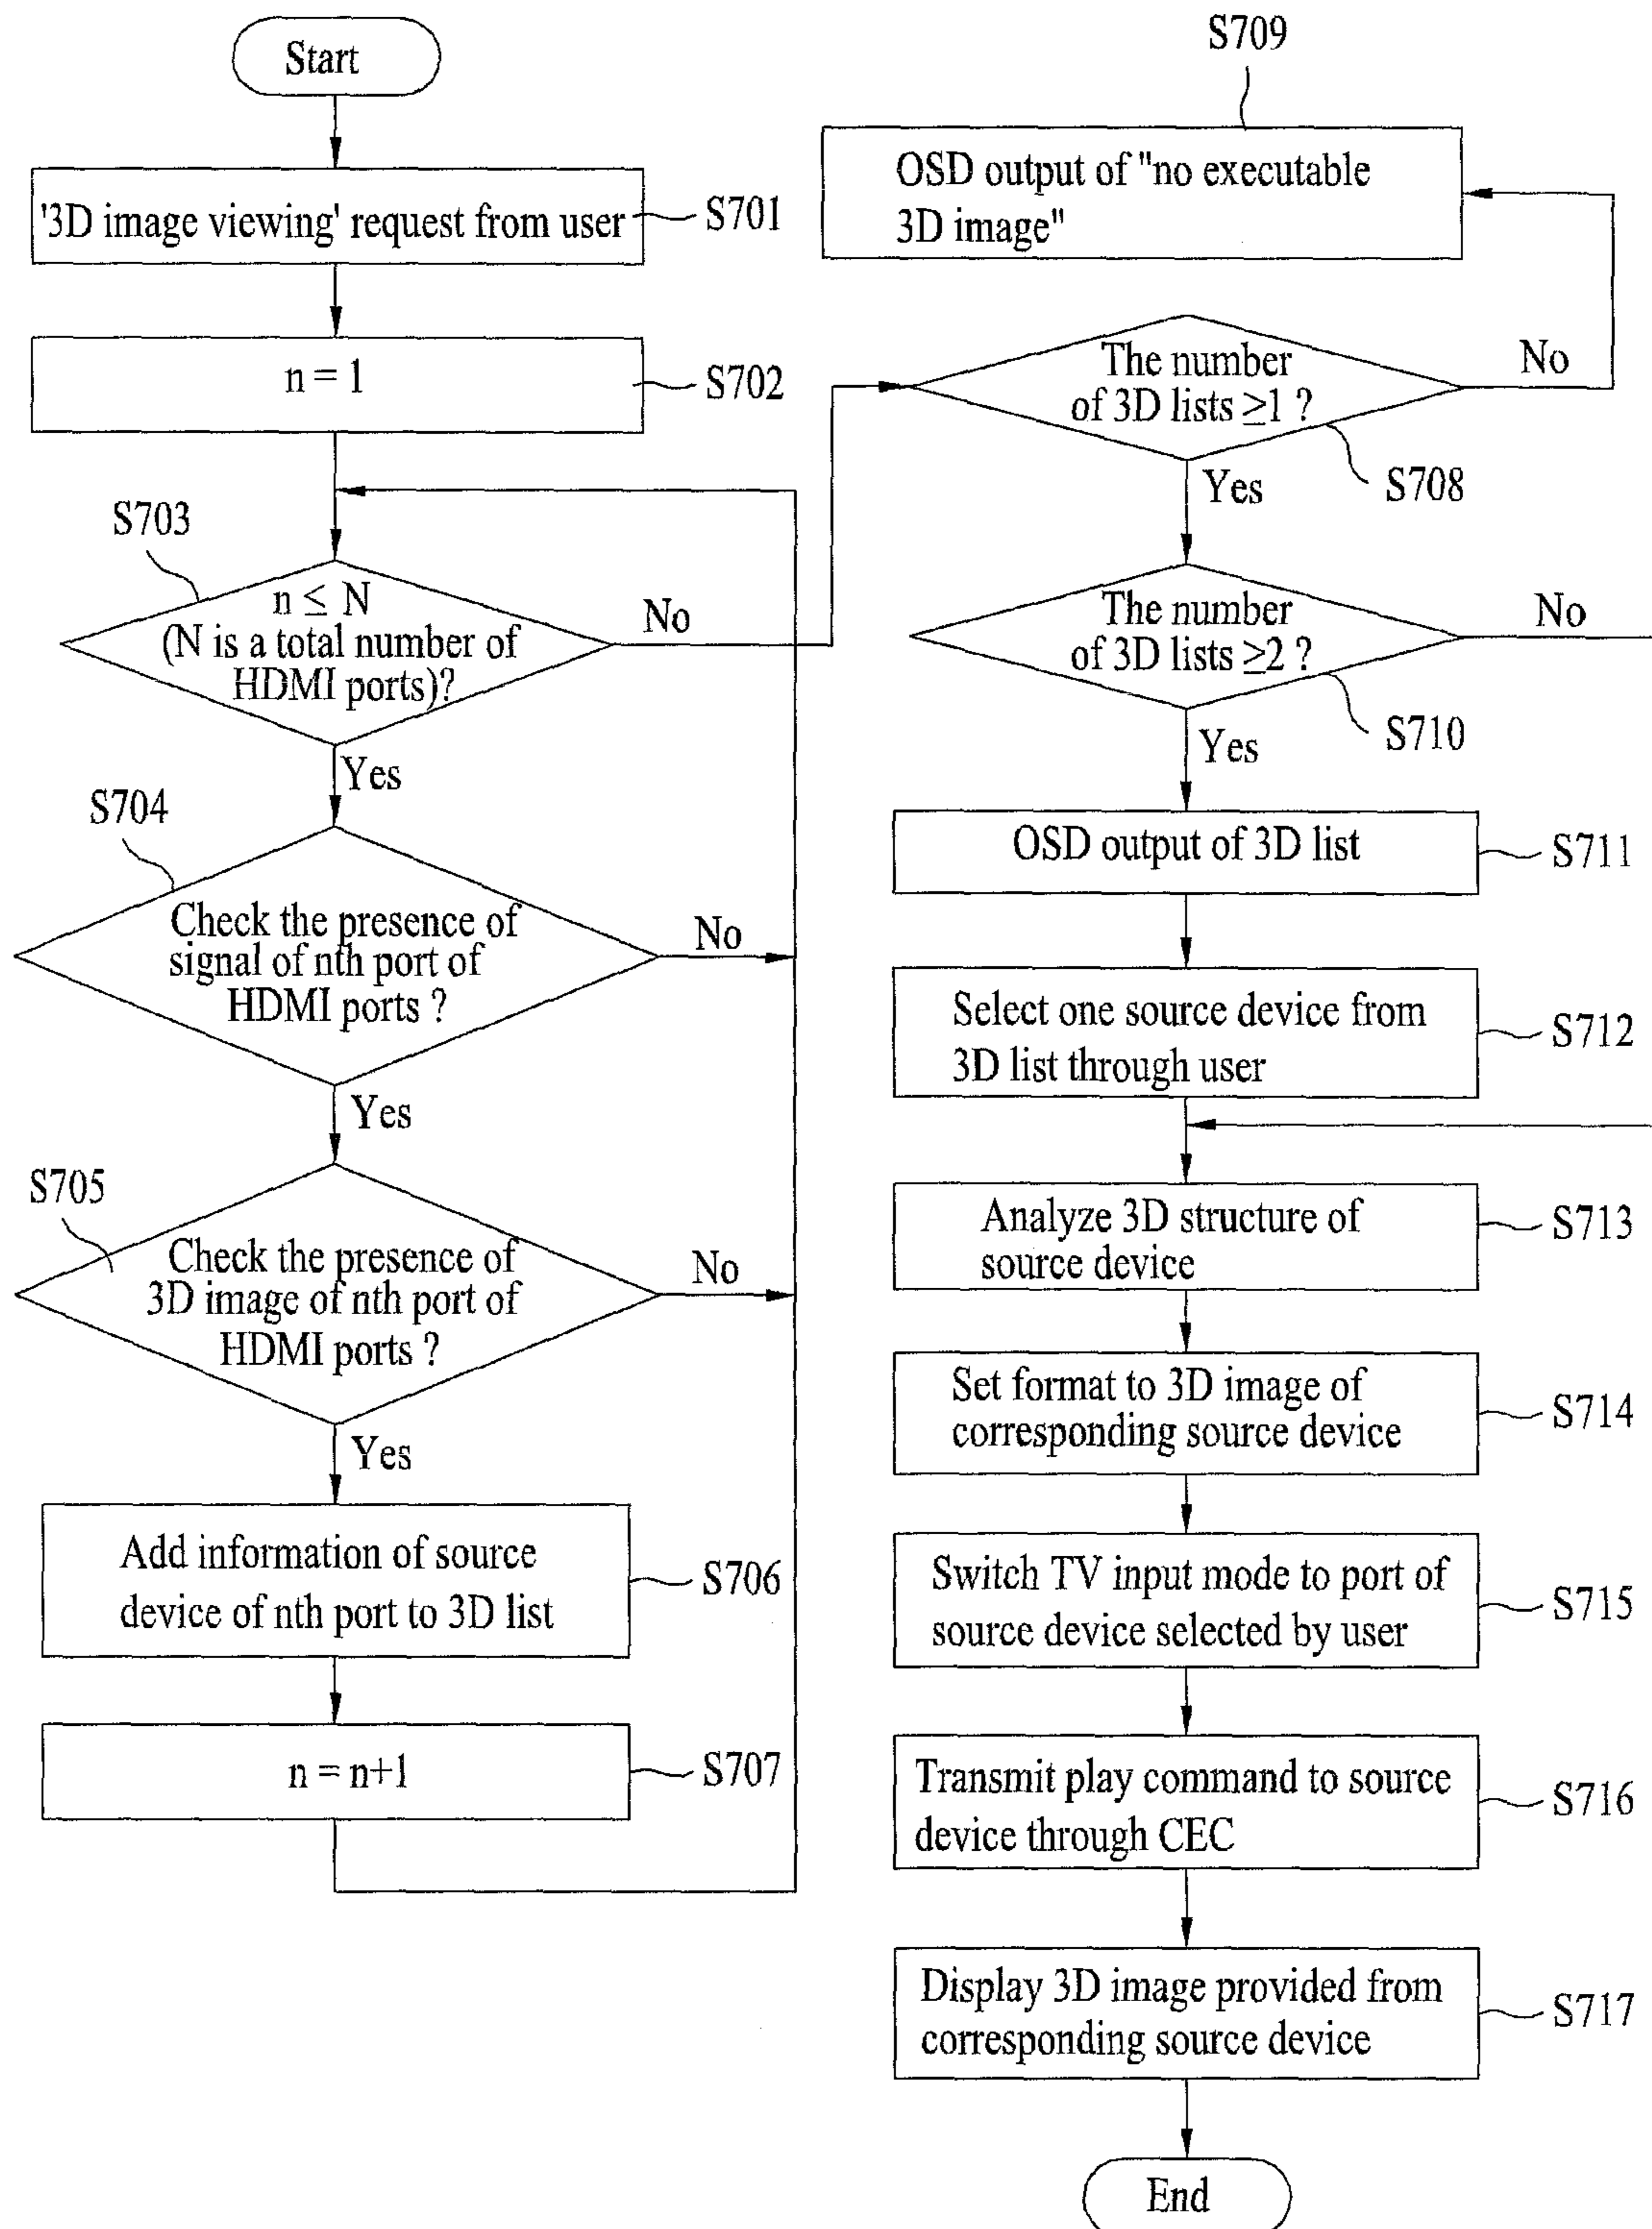 Start
'3D image viewing' request from user
S701
n = 1
S702
S703
n ≤ N
(N is a total number of
HDMI ports)?
No
Yes
S704
Check the presence of
signal of nth port of
HDMI ports ?
No
Yes
S705
Check the presence of
3D image of nth port of
HDMI ports ?
No
Yes
Add information of source
device of nth port to 3D list
S706
n = n+1
S707
S709
OSD output of "no executable
3D image"
The number
of 3D lists ≥1 ?
No
S708
Yes
The number
of 3D lists ≥2 ?
No
S710
Yes
OSD output of 3D list
S711
Select one source device from
3D list through user
S712
Analyze 3D structure of
source device
S713
Set format to 3D image of
corresponding source device
S714
Switch TV input mode to port of
source device selected by user
S715
Transmit play command to source
device through CEC
S716
Display 3D image provided from
corresponding source device
S717
End